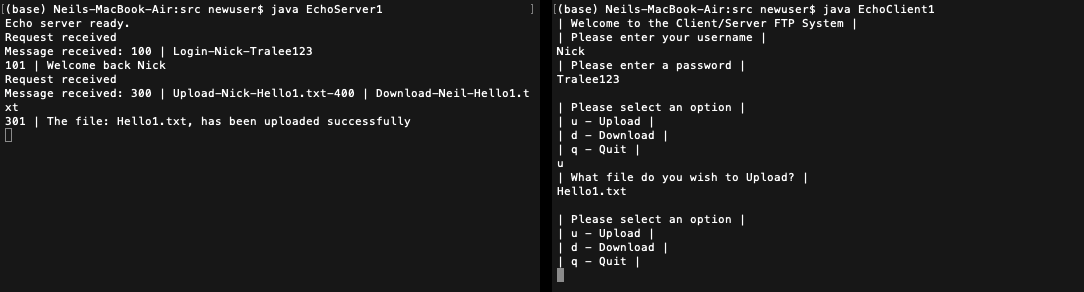 [(base) Neils-MacBook-Air:src newuser$ java EchoServer1 ]
Echo server ready.
Request received
Message received: 100 | Login-Nick-Tralee123
101 | Welcome back Nick
Request received
Message received: 300 | Upload-Nick-Hello1.txt-400 | Download-Neil-Hello1.t
xt
301 | The file: Hello1.txt, has been uploaded successfully
[(base) Neils-MacBook-Air:src newuser$ java EchoClient1
| Welcome to the Client/Server FTP System |
| Please enter your username |
Nick
| Please enter a password |
Tralee123
| Please select an option |
| u - Upload |
| d - Download |
| q - Quit |
u
| What file do you wish to Upload? |
Hello1.txt
| Please select an option |
| u - Upload |
| d - Download |
| q - Quit |